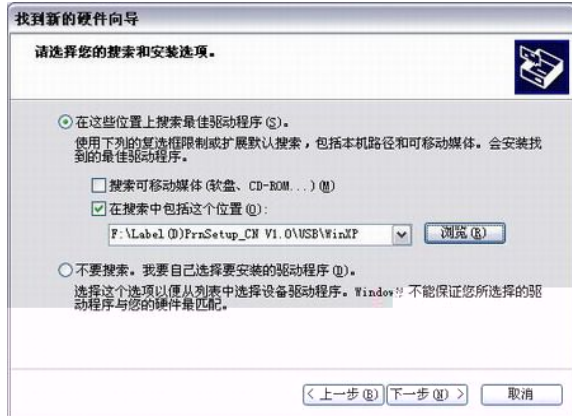 找到新的硬件向导
请选择您的搜索和安装选项。
在这些位置上搜索最佳驱动程序(S)。
使用下列的复选框限制或扩展默认搜索，包括本机路径和可移动媒体。会安装找
到的最佳驱动程序。
搜索可移动媒体(软盘、CD-ROM...)(M)
在搜索中包括这个位置(O):
F:\Label(D)PrnSetup_CN V1.0\USB\WinXP
浏览(R)
不要搜索。我要自己选择要安装的驱动程序(D)。
选择这个选项以便从列表中选择设备驱动程序。Windows 不能保证您所选择的驱
动程序与您的硬件最匹配。
< 上一步(B) 下一步(N) > 取消